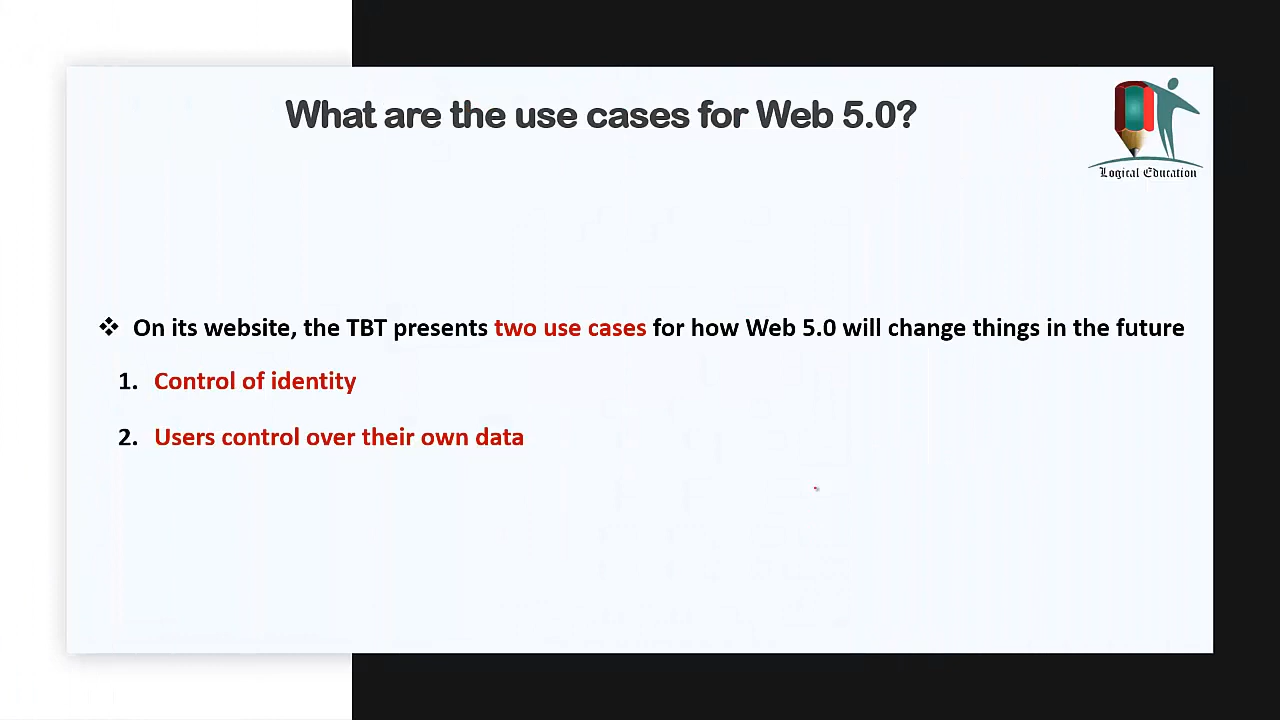 What are the use cases for Web 5.0?
Logical Education
❖ On its website, the TBT presents two use cases for how Web 5.0 will change things in the future
1. Control of identity
2. Users control over their own data